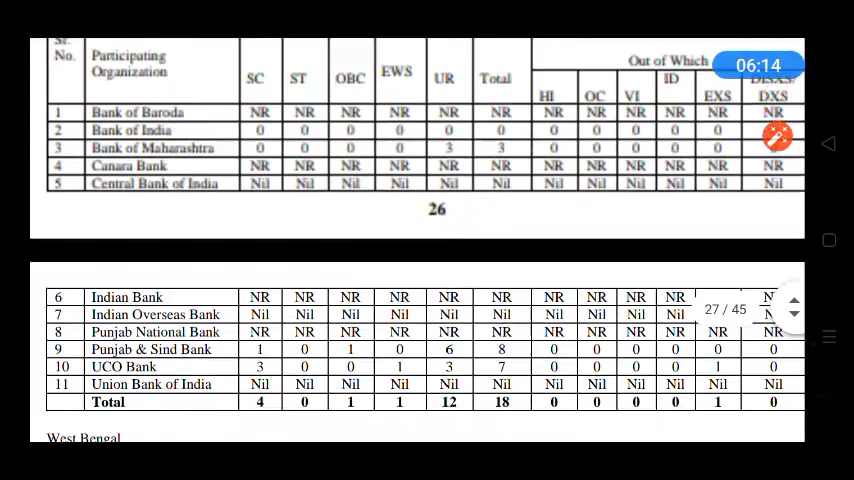 Sr.
No. Participating Organization SC ST OBC EWS UR Total Out of Which
HI OC VI ID EXS DISXS/ DXS
1 Bank of Baroda NR NR NR NR NR NR NR NR NR NR NR NR
2 Bank of India 0 0 0 0 0 0 0 0 0 0 0
3 Bank of Maharashtra 0 0 0 0 3 3 0 0 0 0 0
4 Canara Bank NR NR NR NR NR NR NR NR NR NR NR NR
5 Central Bank of India Nil Nil Nil Nil Nil Nil Nil Nil Nil Nil Nil Nil
26
6 Indian Bank NR NR NR NR NR NR NR NR NR NR
7 Indian Overseas Bank Nil Nil Nil Nil Nil Nil Nil Nil Nil Nil
8 Punjab National Bank NR NR NR NR NR NR NR NR NR NR NR NR
9 Punjab & Sind Bank 1 0 1 0 6 8 0 0 0 0 0 0
10 UCO Bank 3 0 0 1 3 7 0 0 0 0 1 0
11 Union Bank of India Nil Nil Nil Nil Nil Nil Nil Nil Nil Nil Nil Nil
Total 4 0 1 1 12 18 0 0 0 0 1 0
West Bengal
06:14
27 / 45